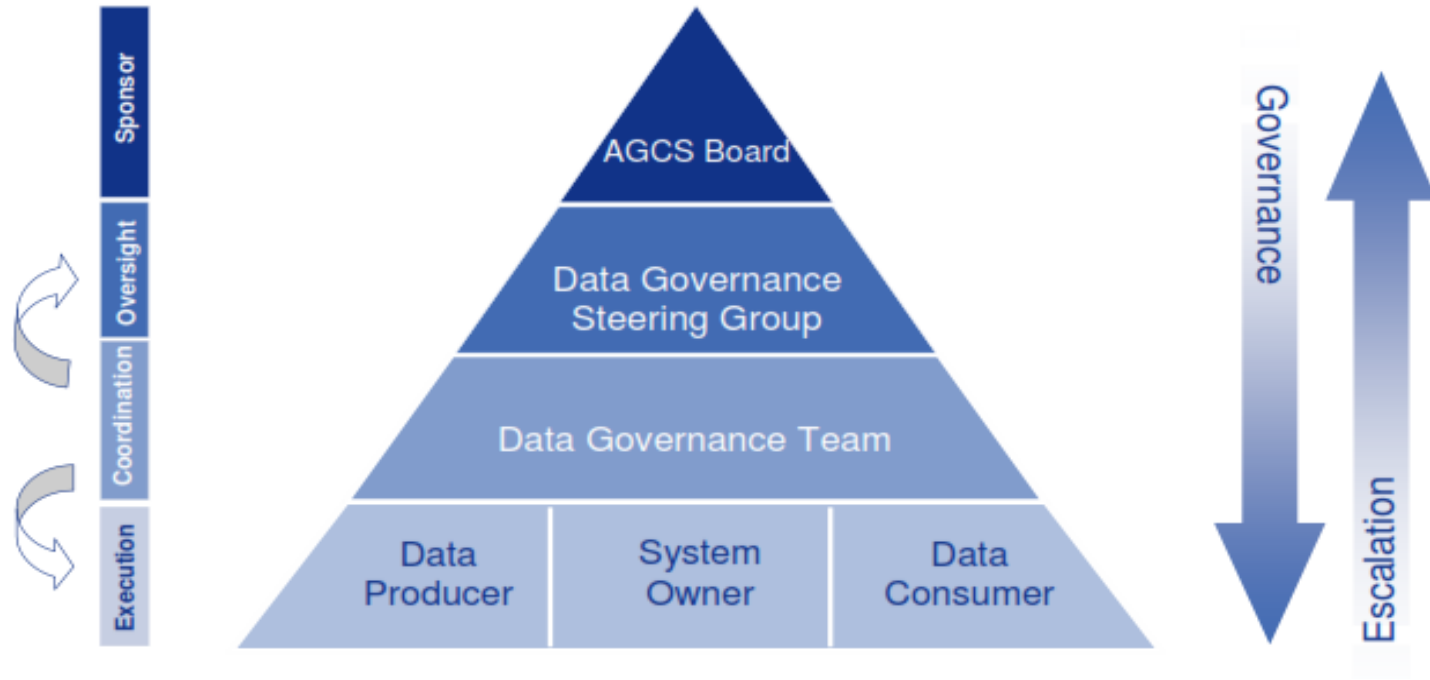 Sponsor
Oversight
Coordination
Execution
AGCS Board
Data Governance
Steering Group
Data Governance Team
Data
Producer
System
Owner
Data
Consumer
Governance
Escalation